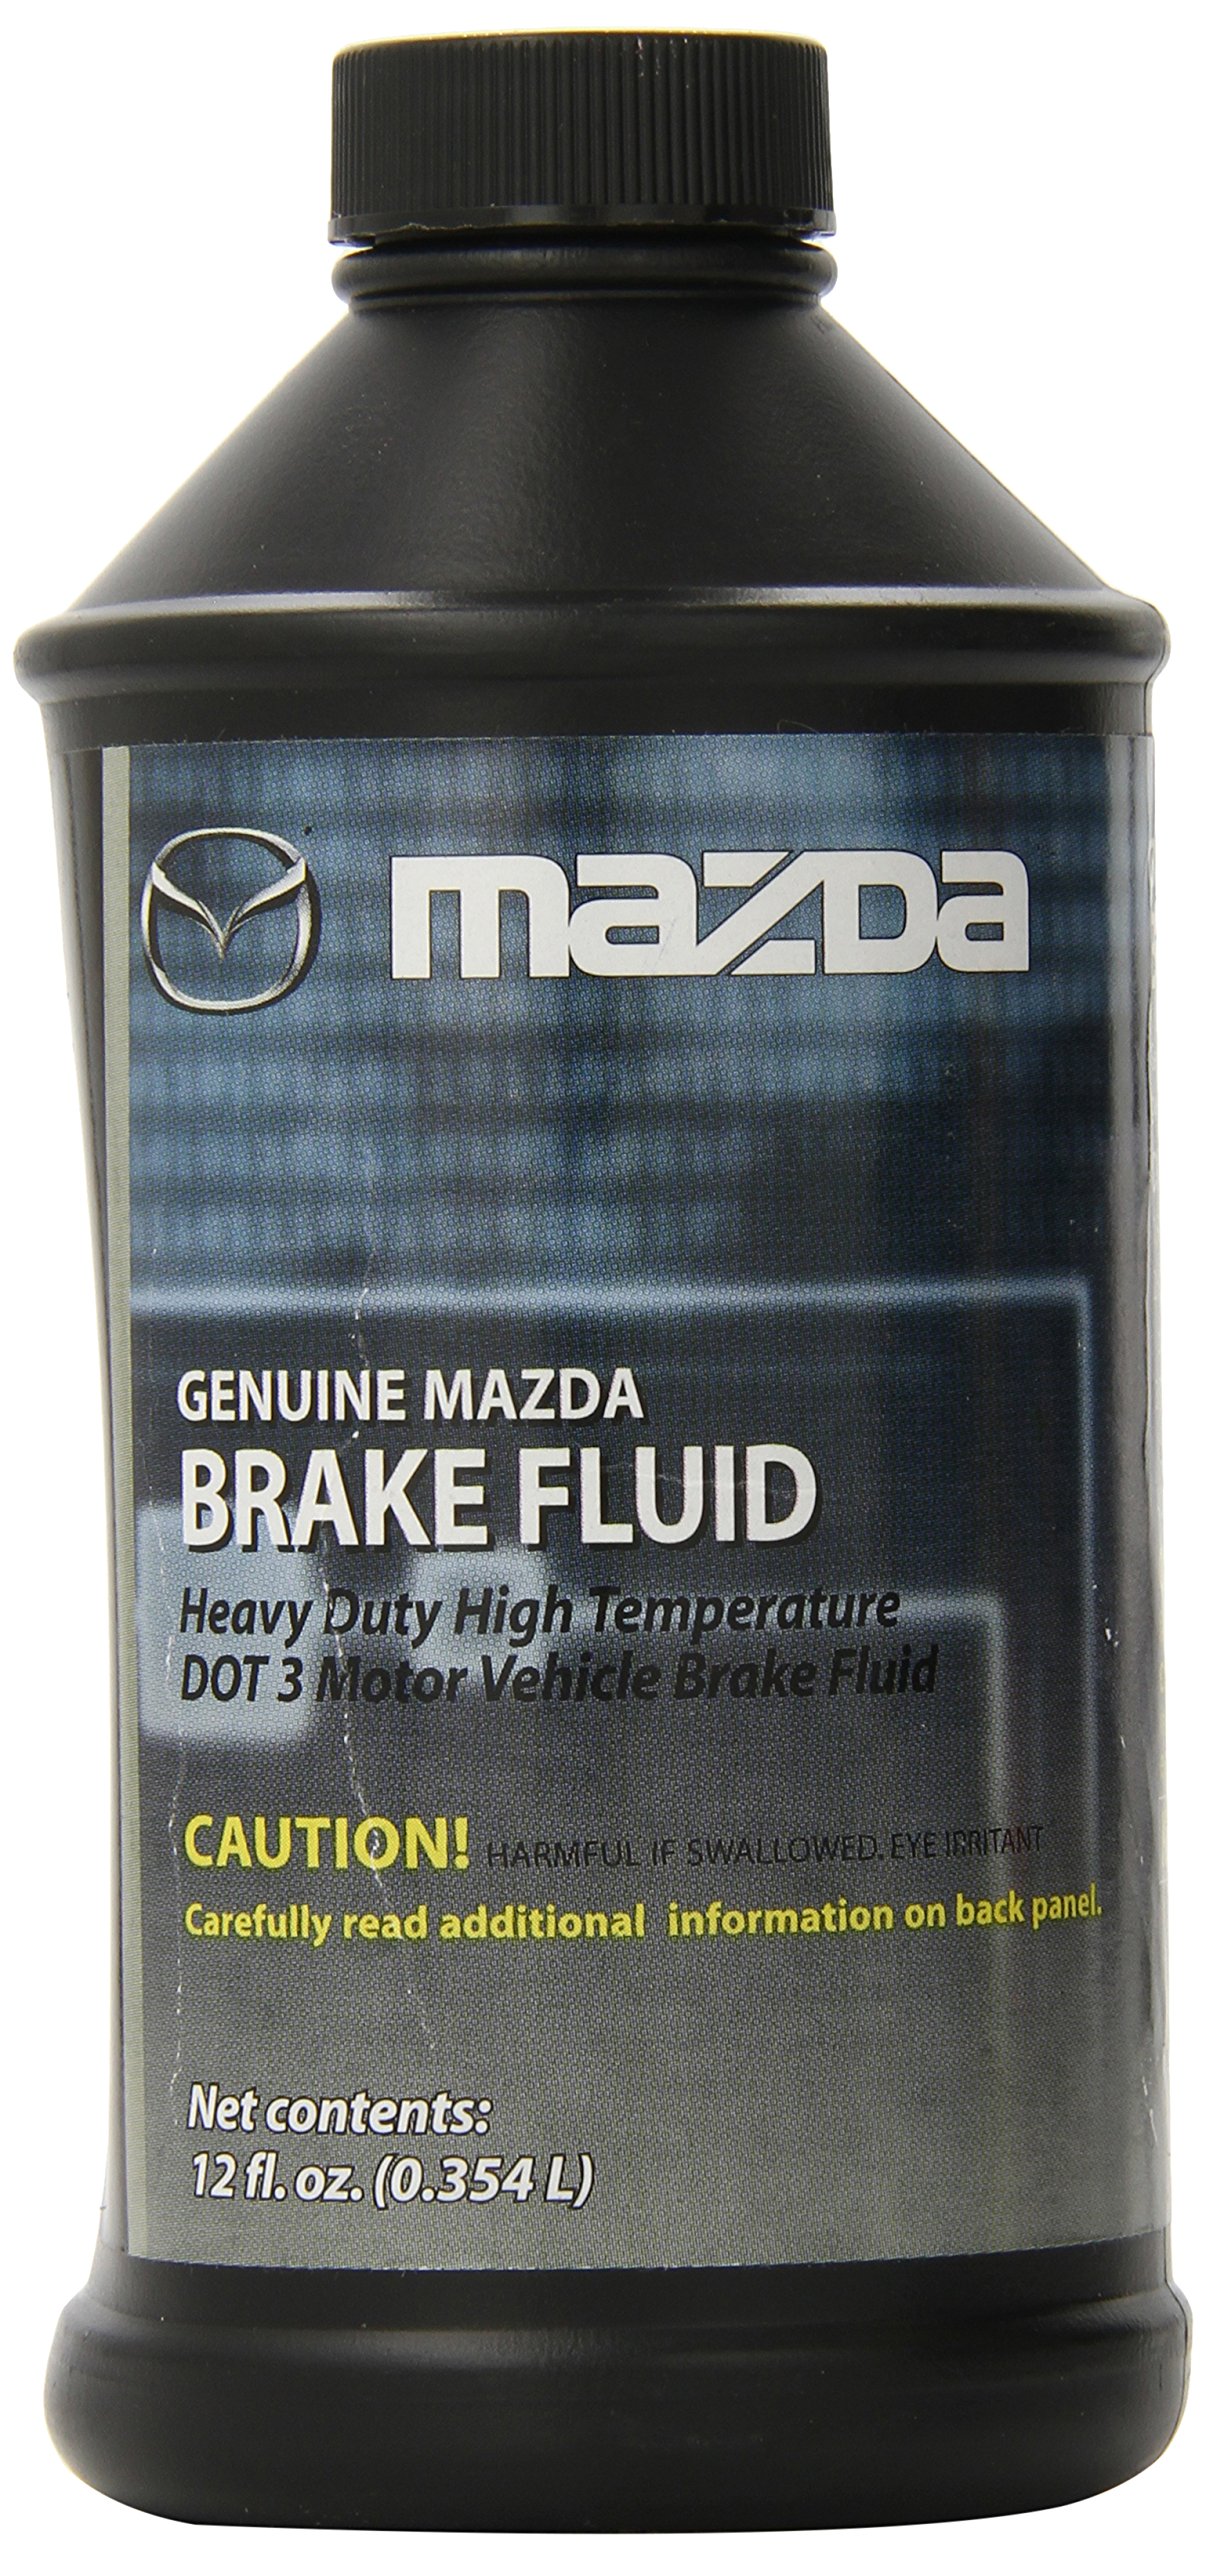 mazda
GENUINE MAZDA
BRAKE FLUID
Heavy Duty High Temperature
DOT 3 Motor Vehicle Brake Fluid
CAUTION! HARMFUL IF SWALLOWED. EYE IRRITANT
Carefully read additional information on back panel.
Net contents:
12 fl. oz. (0.354 L)